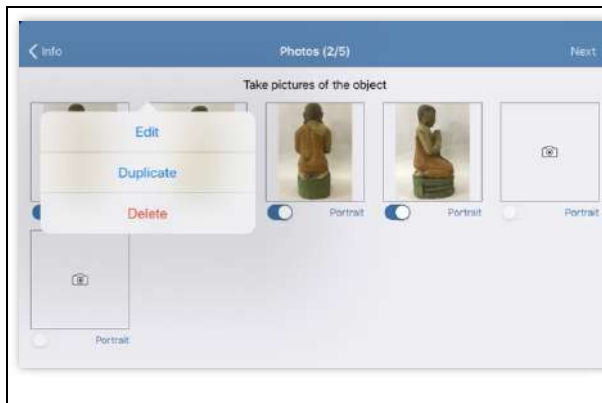 Info Photos (2/5) Next
Take pictures of the object
Edit
Duplicate
Delete
Portrait Portrait Portrait
Portrait